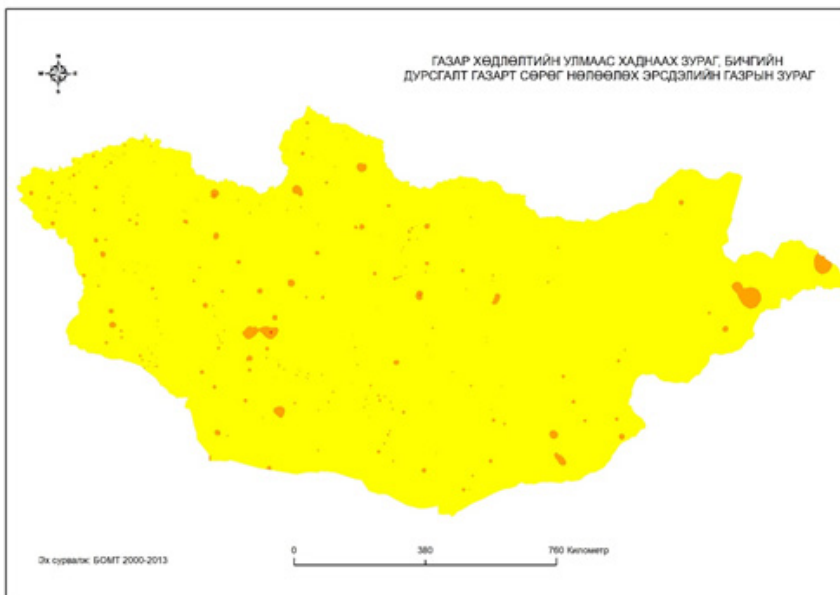 ГАЗАР ХӨДЛӨЛТИЙН УЛМААС ХАДНААХ ЗУРАГ, БИЧГИЙН
ДУРСГАЛТ ГАЗАРТ СӨРӨГ НӨЛӨӨЛӨХ ЭРСДЭЛИЙН ГАЗРЫН ЗУРАГ
0 380 760 Километр
Эх сурвалж: БОМТ 2000-2013